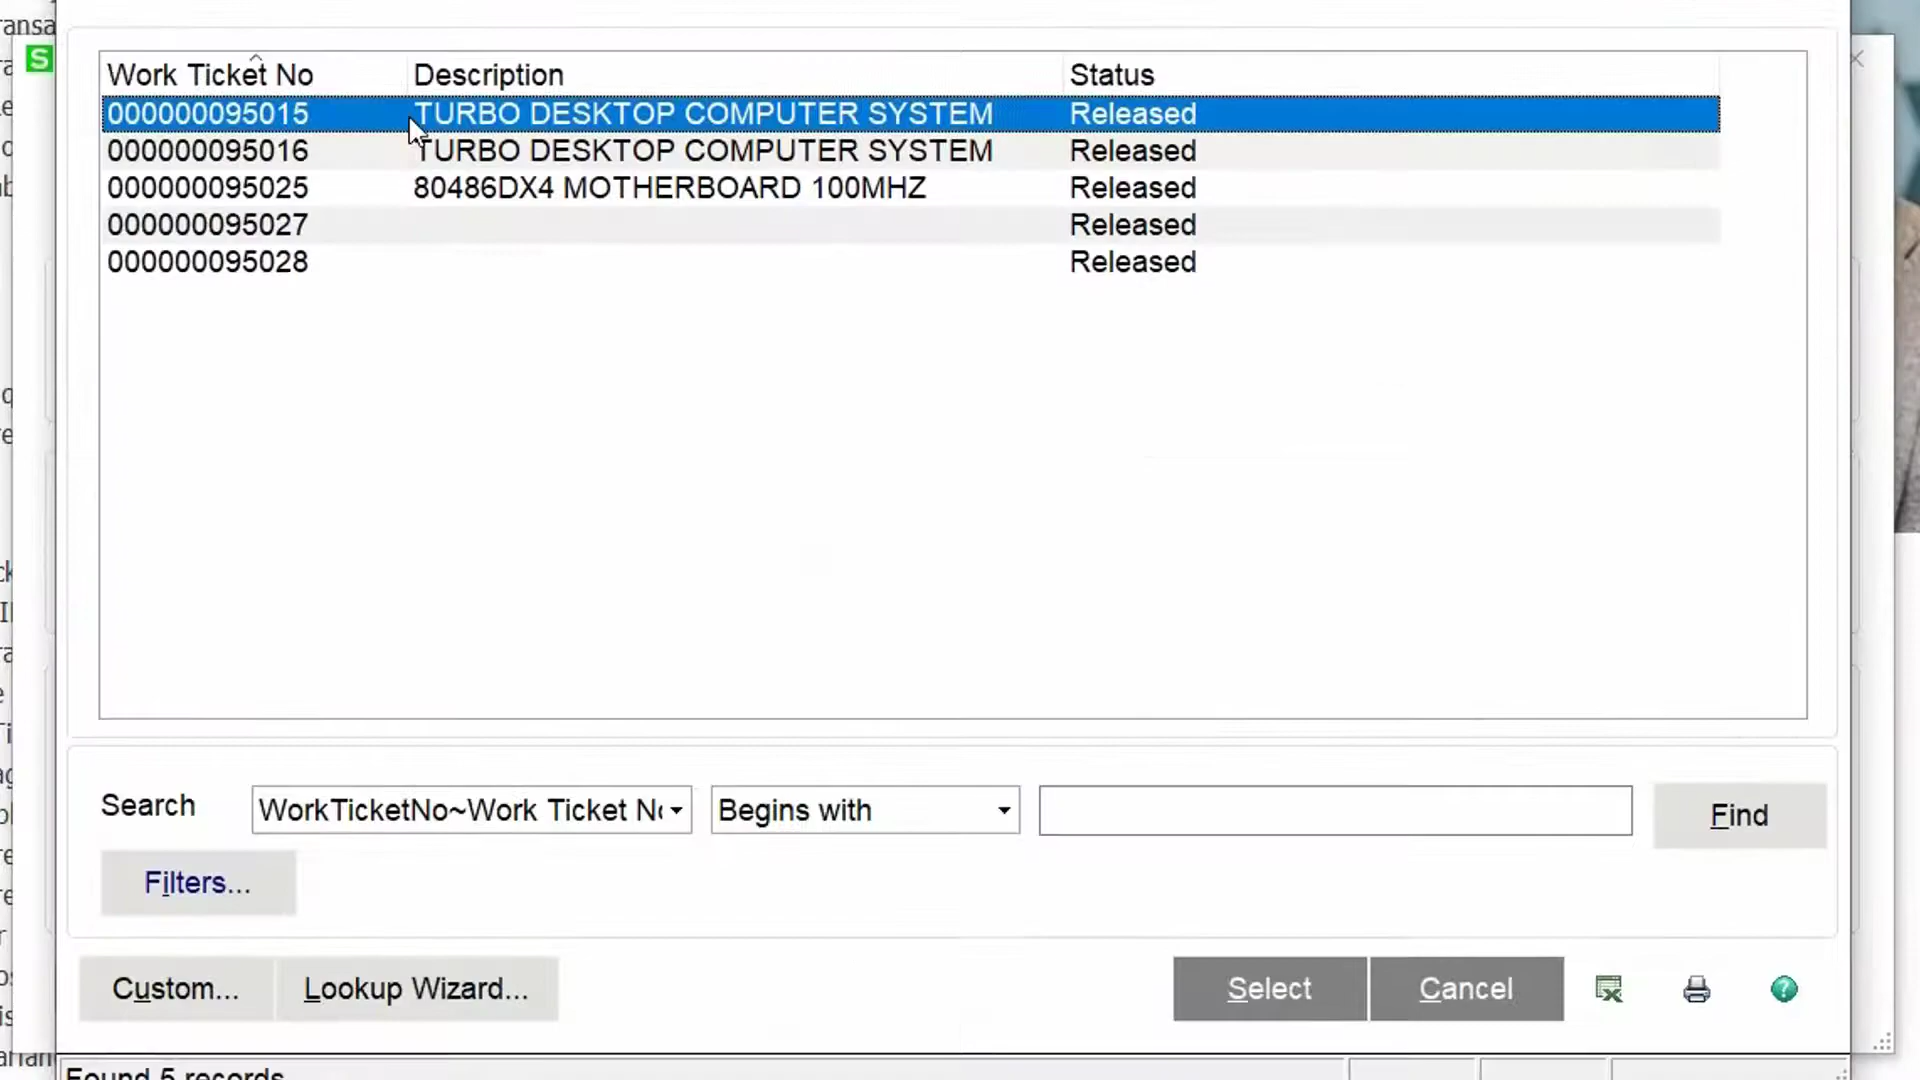 Work Ticket No Description Status
000000095015 TURBO DESKTOP COMPUTER SYSTEM Released
000000095016 TURBO DESKTOP COMPUTER SYSTEM Released
000000095025 80486DX4 MOTHERBOARD 100MHZ Released
000000095027 Released
000000095028 Released
Search WorkTicketNo~Work Ticket Begins with Find
Filters...
Custom... Lookup Wizard... Select Cancel
Found 5 records
S